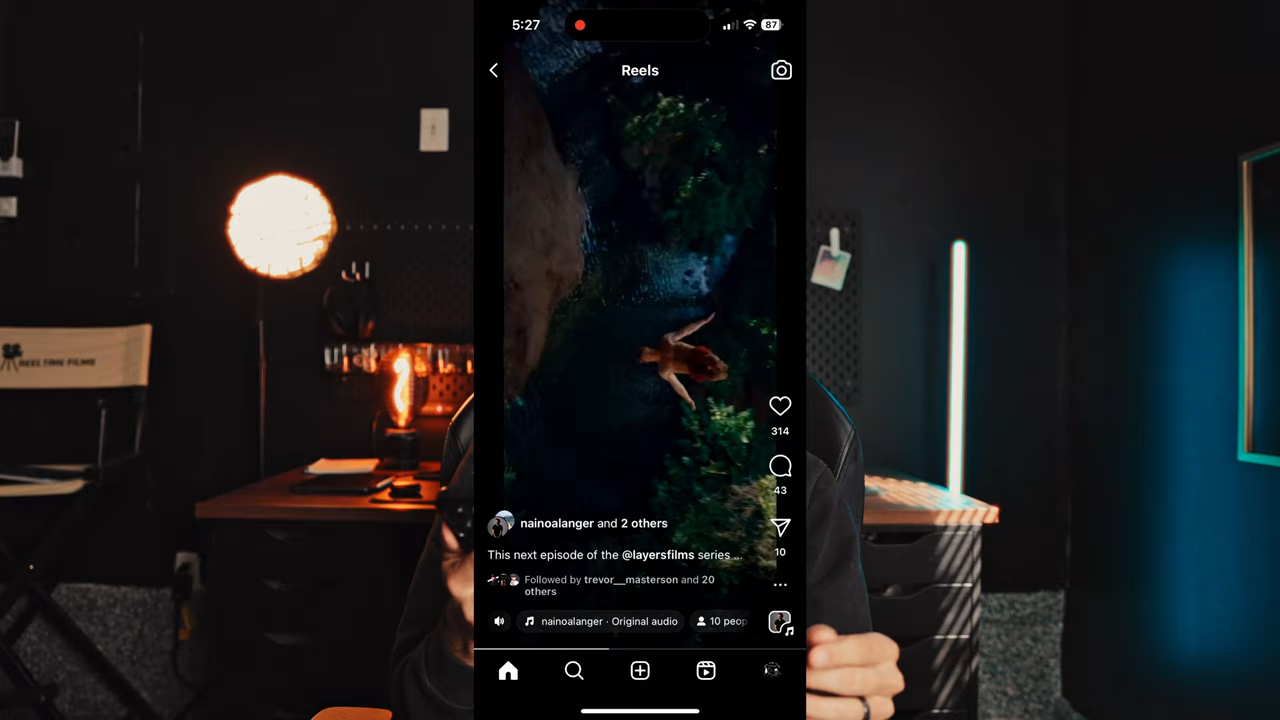 5:27
87
Reels
314
43
nainoalanger and 2 others
This next episode of the @layersfilms series ...
10
Followed by trevor__masterson and 20
others
nainoalanger · Original audio
10 peop